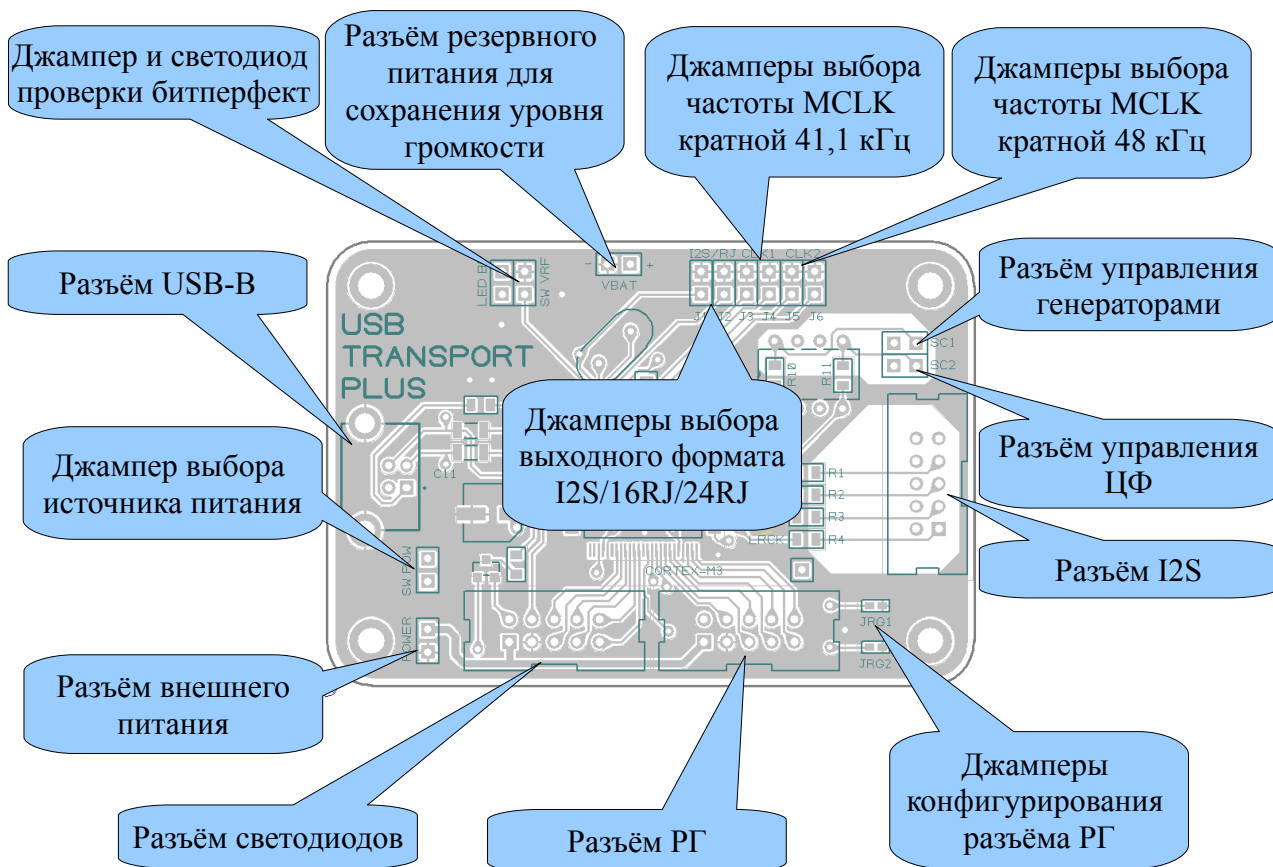 Джампер и светодиод
проверки битперфект
Разъём резервного
питания для
сохранения уровня
громкости
Джамперы выбора
частоты MCLK
кратной 41,1 кГц
Джамперы выбора
частоты MCLK
кратной 48 кГц
Разъём USB-B
Разъём управления
генераторами
LED B
SW VRF
- +
VBAT
I2S/RJ CLK1 CLK2
J1 J2 J3 J4 J5 J6
USB
TRANSPORT
PLUS
SC1
SC2
R10
R11
Джамперы выбора
выходного формата
I2S/16RJ/24RJ
Джампер выбора
источника питания
C11
R1
R2
R3
LRCK
R4
Разъём управления
ЦФ
Разъём I2S
SW POW
CORTEX-M3
POWER
JRG1
JRG2
Разъём внешнего
питания
Разъём светодиодов
Разъём РГ
Джамперы
конфигурирования
разъёма РГ